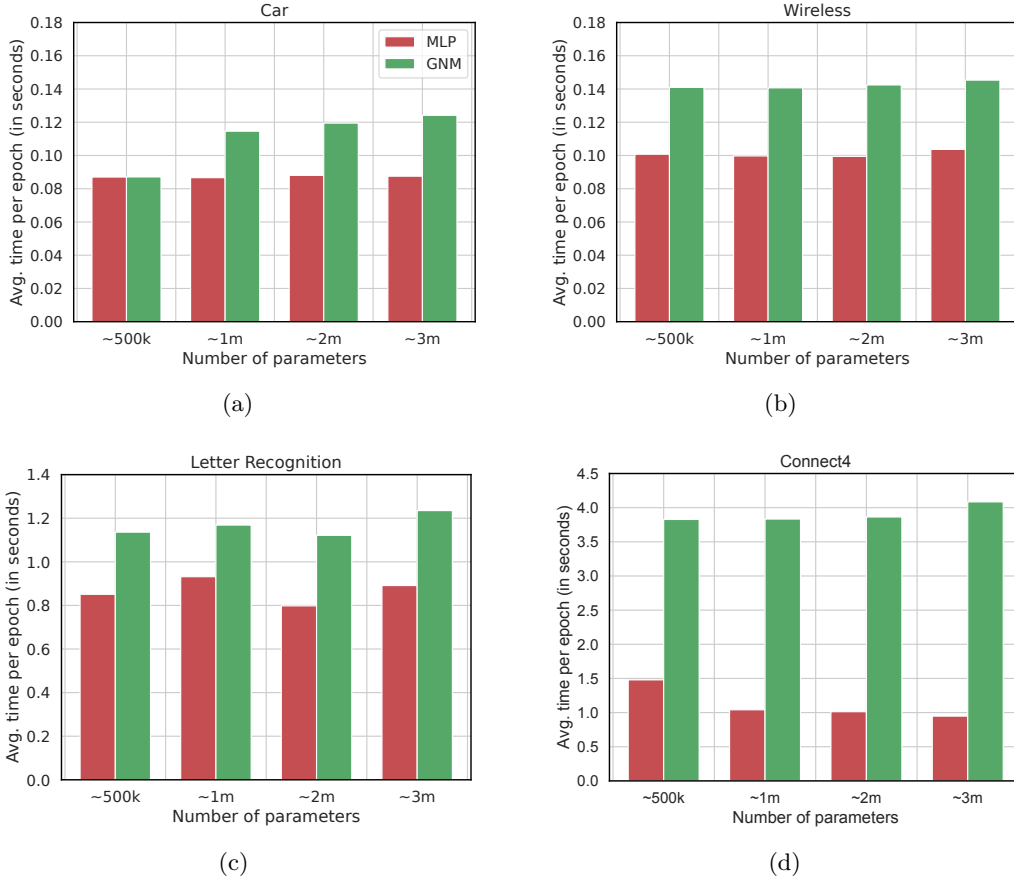 Car
Avg. time per epoch (in seconds)
0.18
0.16
0.14
0.12
0.10
0.08
0.06
0.04
0.02
0.00
MLP
GNM
~500k
~1m
~2m
~3m
Number of parameters
(a)
Wireless
Avg. time per epoch (in seconds)
0.18
0.16
0.14
0.12
0.10
0.08
0.06
0.04
0.02
0.00
~500k
~1m
~2m
~3m
Number of parameters
(b)
Letter Recognition
Avg. time per epoch (in seconds)
1.4
1.2
1.0
0.8
0.6
0.4
0.2
0.0
~500k
~1m
~2m
~3m
Number of parameters
(c)
Connect4
Avg. time per epoch (in seconds)
4.5
4.0
3.5
3.0
2.5
2.0
1.5
1.0
0.5
0.0
~500k
~1m
~2m
~3m
Number of parameters
(d)